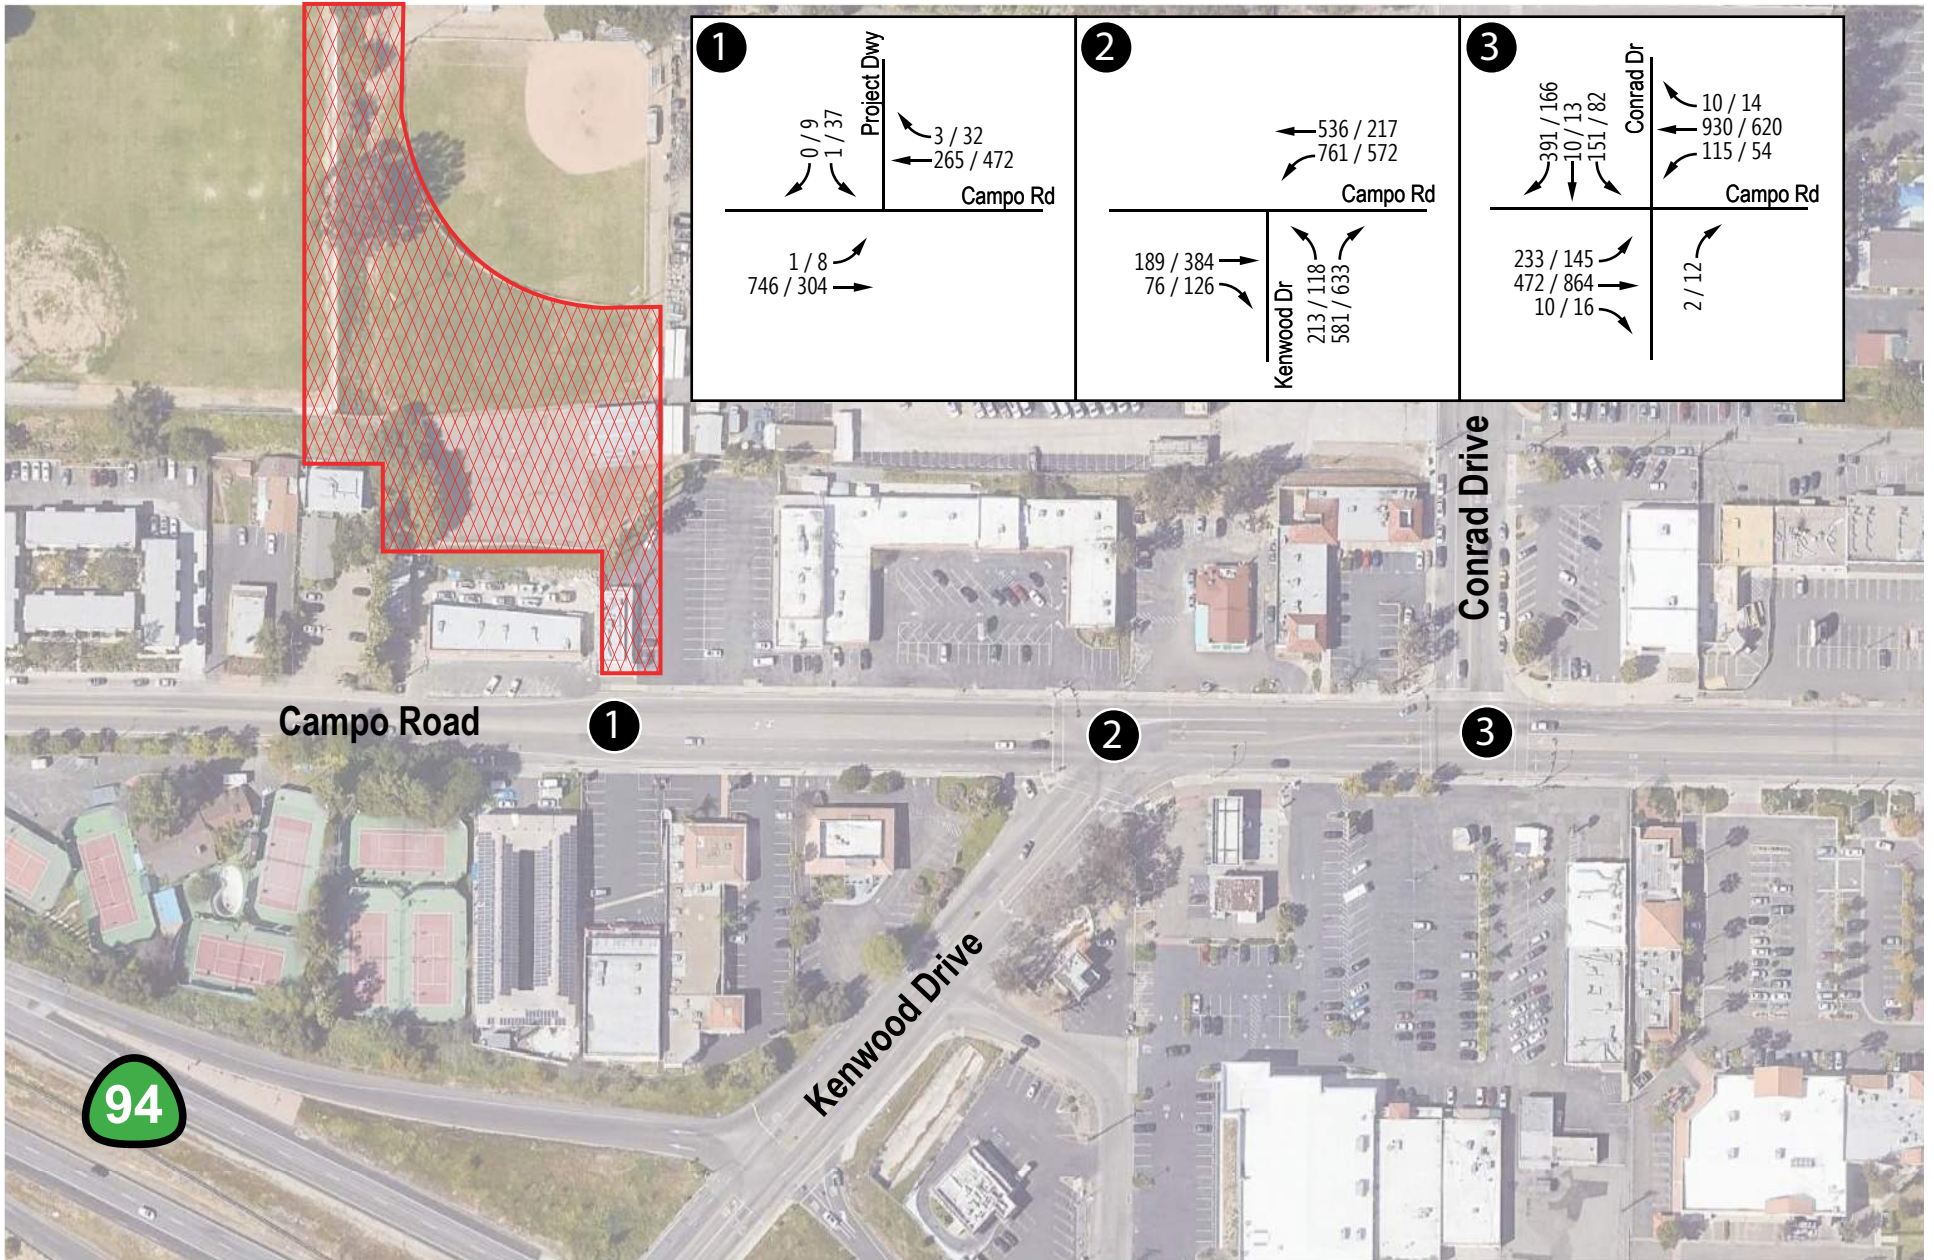 1
Project Dwy
0 / 9
1 / 37
3 / 32
265 / 472
Campo Rd
1 / 8
746 / 304
2
536 / 217
761 / 572
Campo Rd
189 / 384
76 / 126
Kenwood Dr
213 / 118
581 / 633
3
391 / 166
10 / 13
151 / 82
Conrad Dr
10 / 14
930 / 620
115 / 54
Campo Rd
233 / 145
472 / 864
10 / 16
2 / 12
Conrad Drive
Campo Road
1
2
3
Kenwood Drive
94